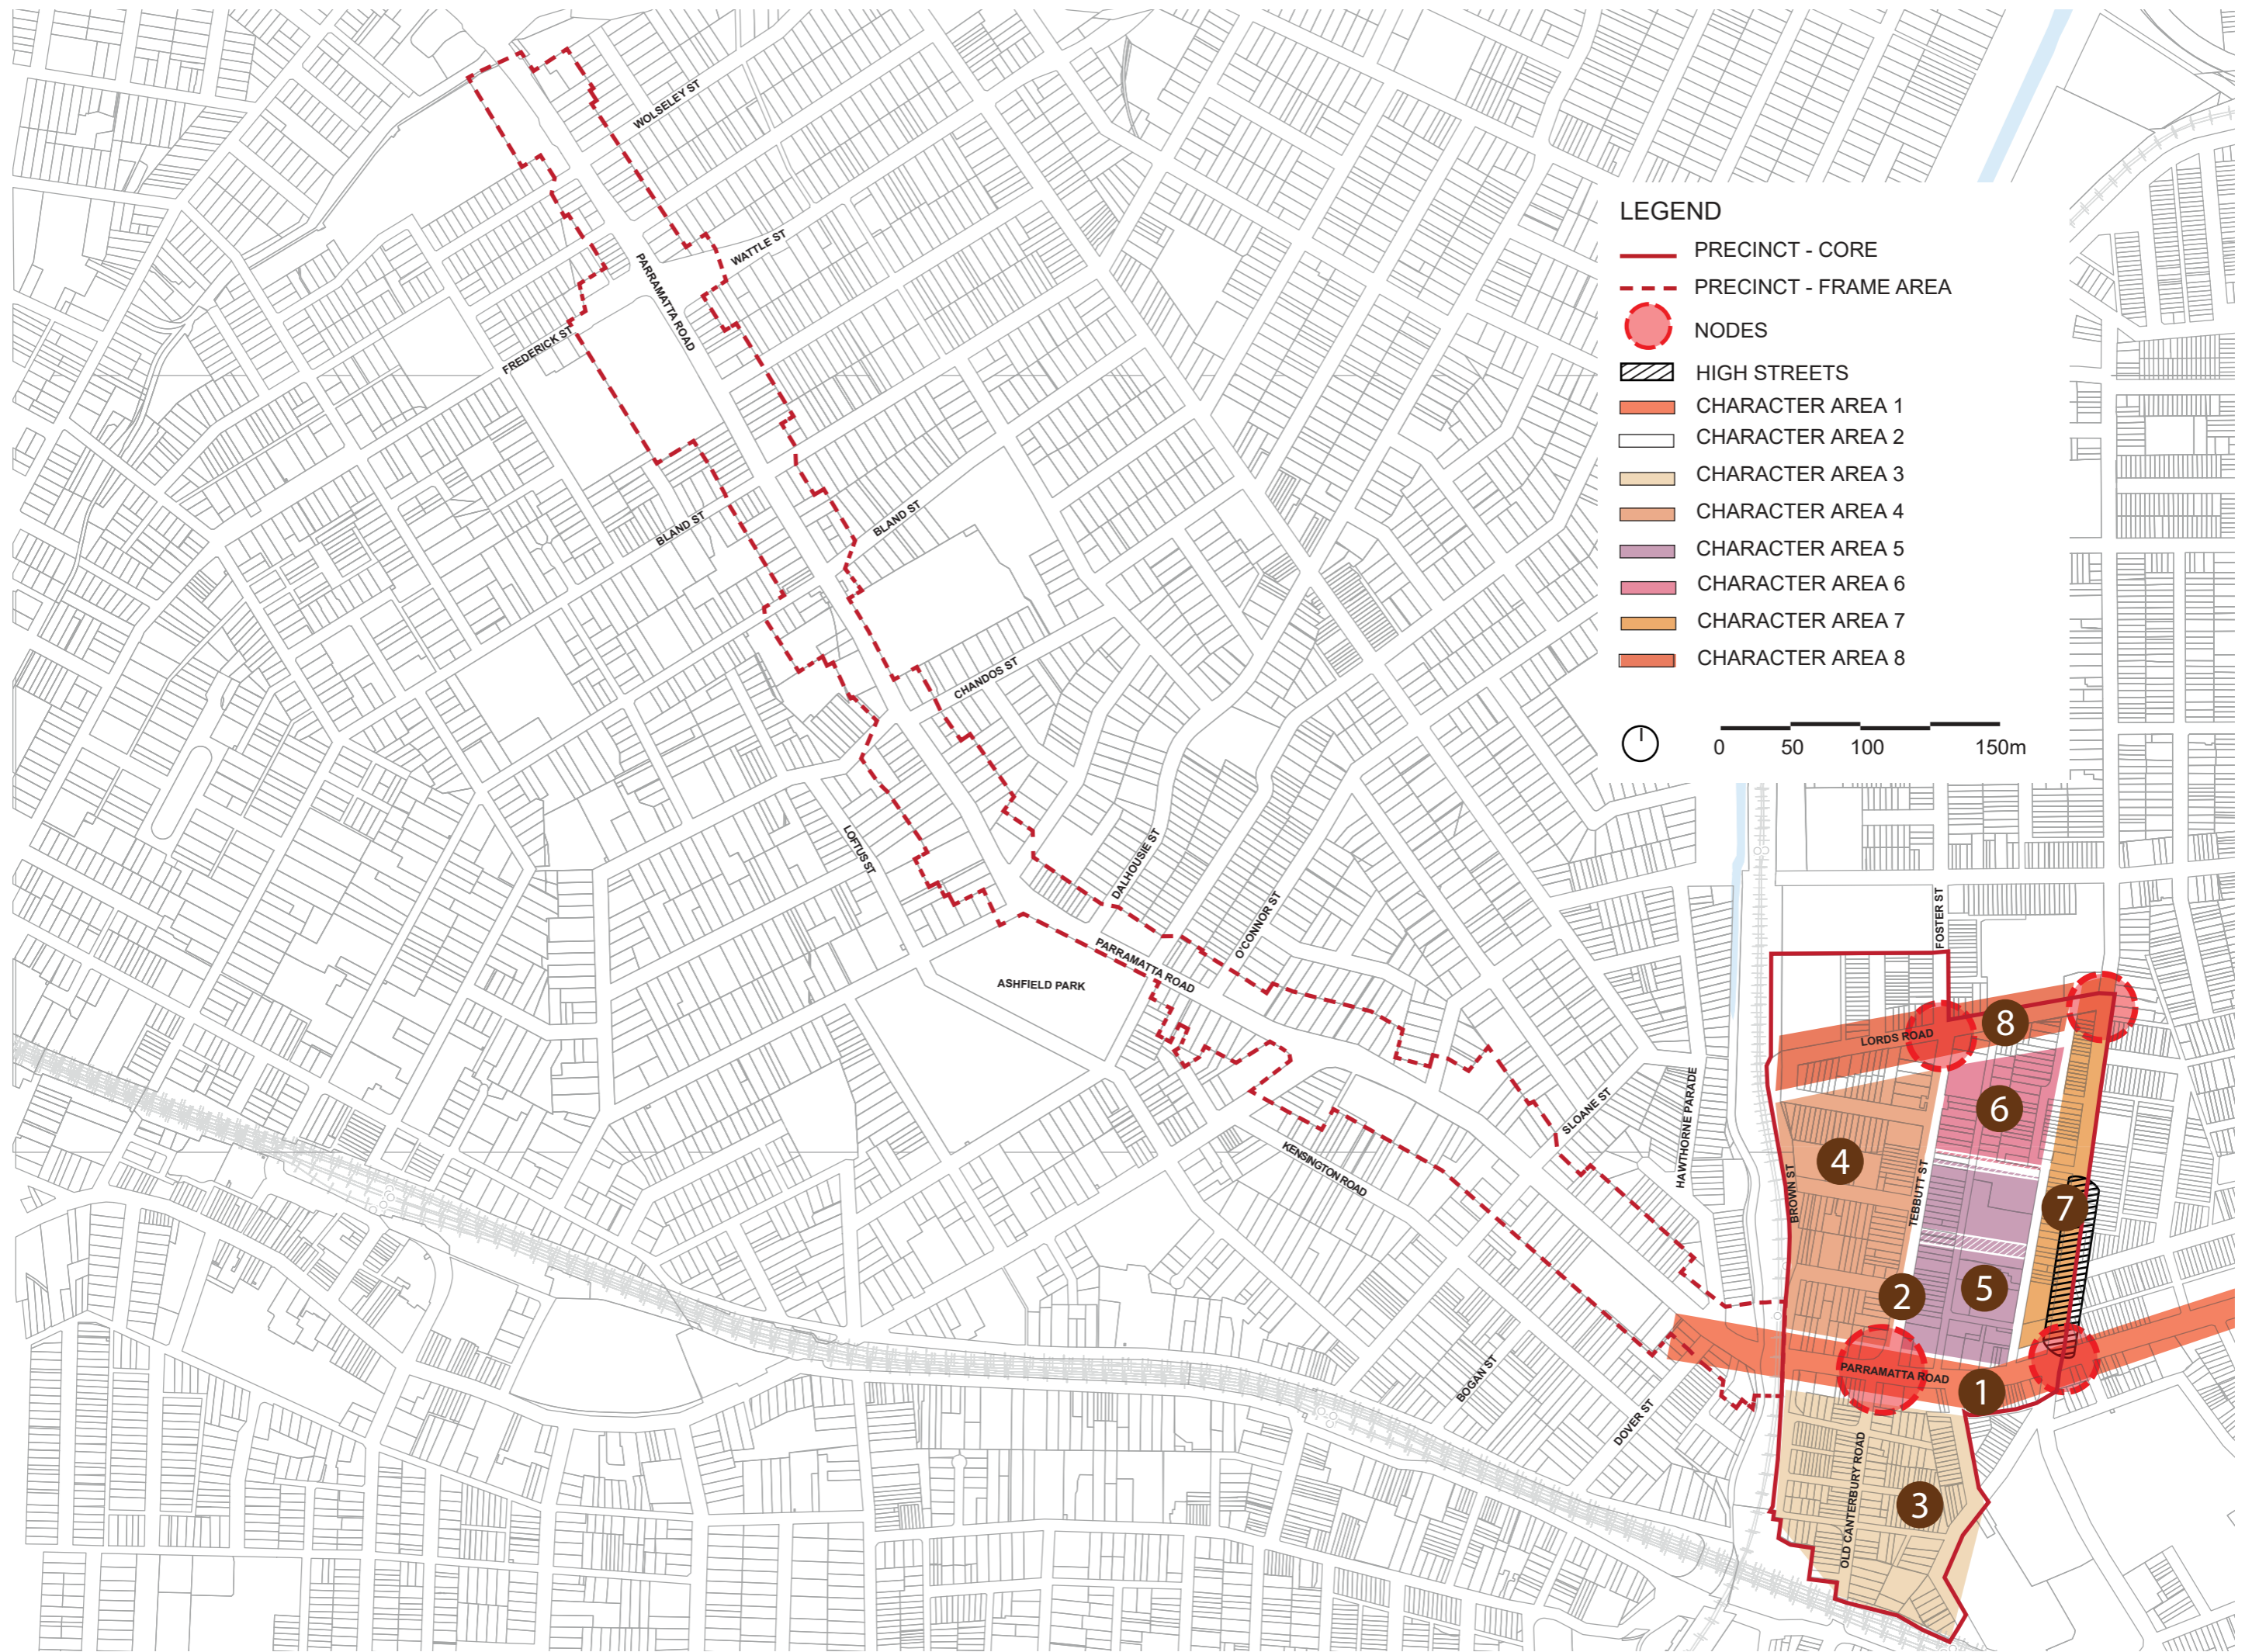 WOLSELEY ST
WATTLE ST
PARRAMATTA ROAD
FREDERICK ST
BLAND ST
BLAND ST
CHANDOS ST
LOFTUS ST
DALHOUSIE ST
O'CONNOR ST
PARRAMATTA ROAD
ASHFIELD PARK
KENSINGTON ROAD
SLOANE ST
HAWTHORNE PARADE
BOGAN ST
DOVER ST
LEGEND
PRECINCT - CORE
PRECINCT - FRAME AREA
NODES
HIGH STREETS
CHARACTER AREA 1
CHARACTER AREA 2
CHARACTER AREA 3
CHARACTER AREA 4
CHARACTER AREA 5
CHARACTER AREA 6
CHARACTER AREA 7
CHARACTER AREA 8
0 50 100 150m
FOSTER ST
LORDS ROAD
8
6
4
BROWN ST
TEBBUTT ST
7
2
5
PARRAMATTA ROAD
1
OLD CANTERBURY ROAD
3